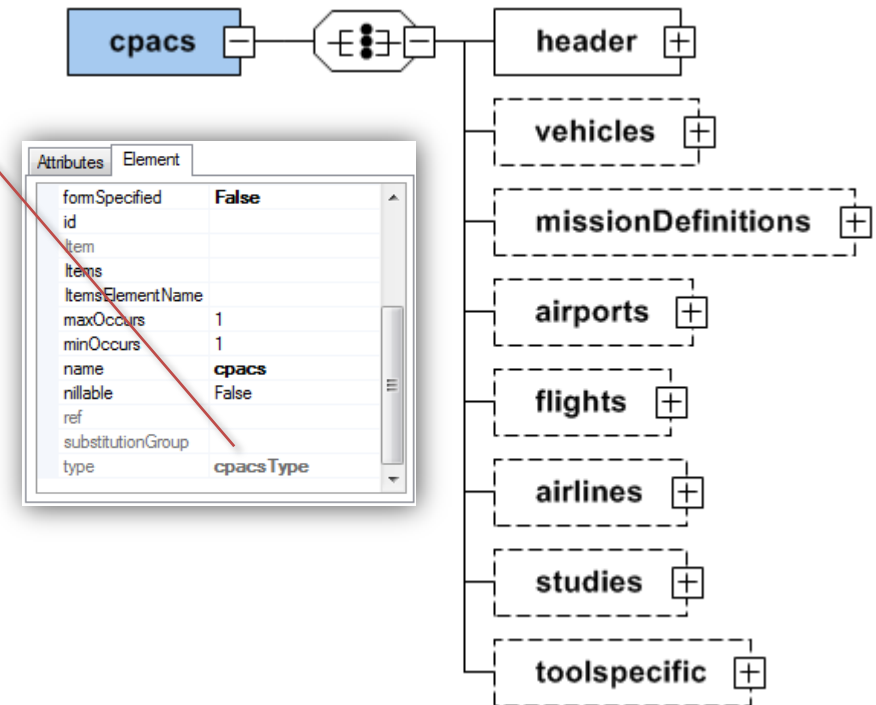 cpacs
header
vehicles
missionDefinitions
airports
flights
airlines
studies
toolspecific
Attributes Element
formSpecified False
id
Item
Items
ItemsElementName
maxOccurs 1
minOccurs 1
name cpacs
nillable False
ref
substitutionGroup
type cpacsType